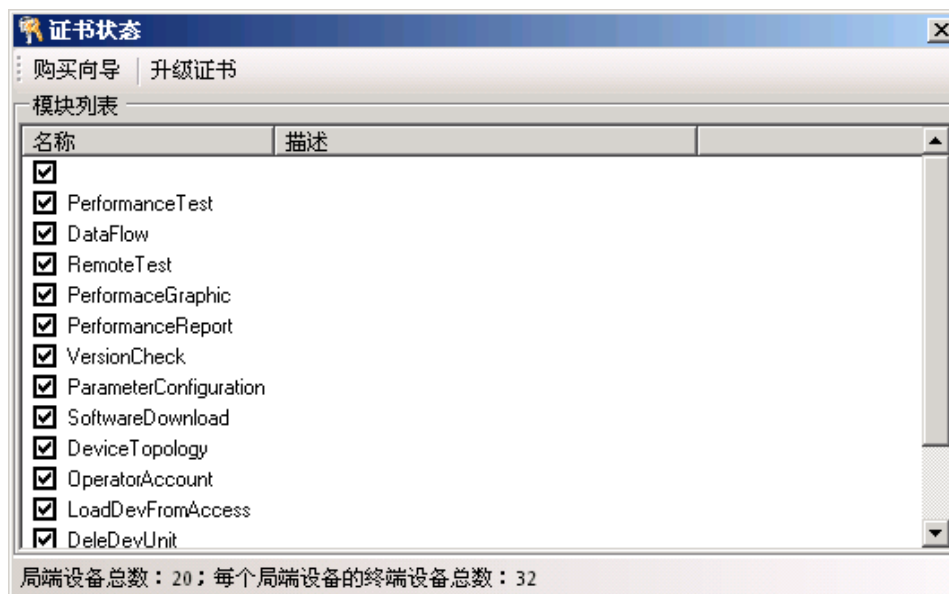 证书状态
购买向导 升级证书
模块列表
名称 描述
PerformanceTest
DataFlow
RemoteTest
PerformaceGraphic
PerformanceReport
VersionCheck
ParameterConfiguration
SoftwareDownload
DeviceTopology
OperatorAccount
LoadDevFromAccess
DeleDevUnit
局端设备总数：20；每个局端设备的终端设备总数：32